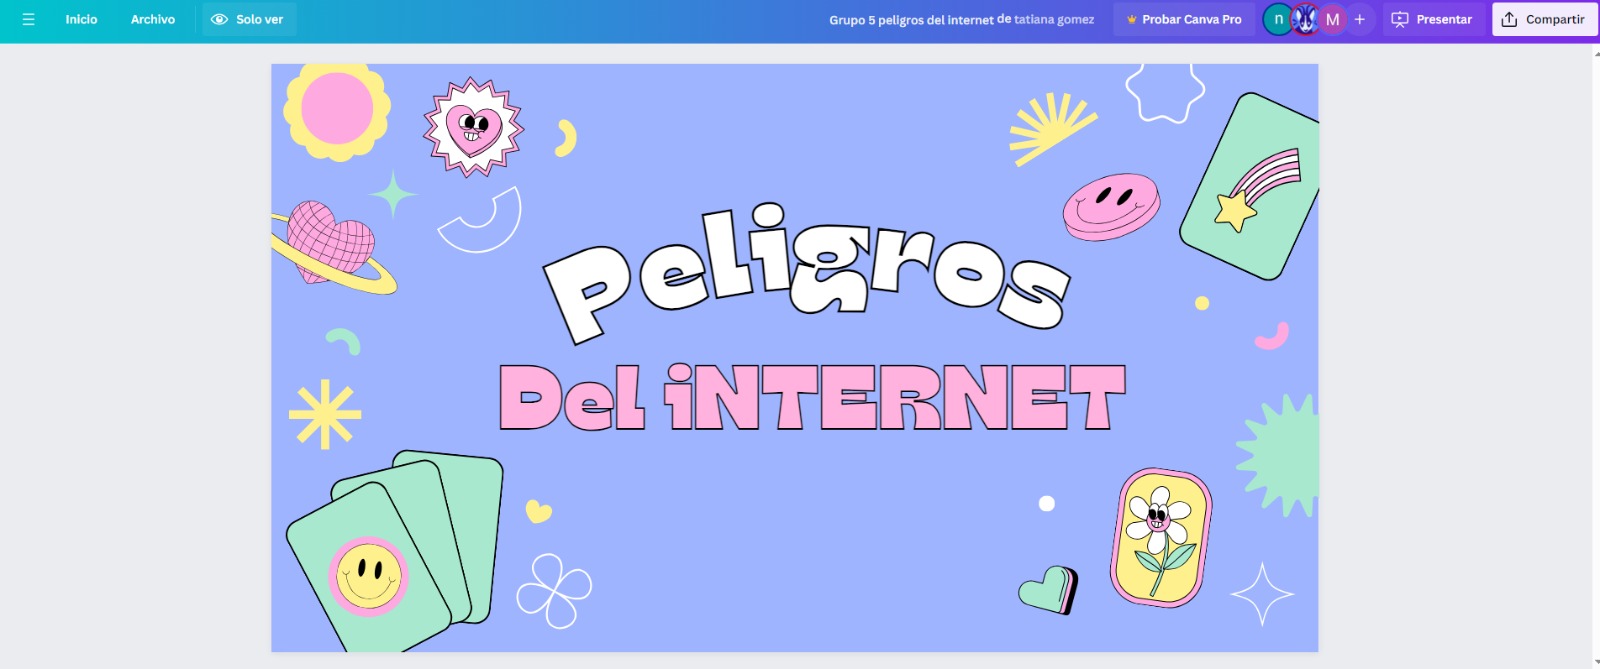 Inicio Archivo Solo ver Grupo 5 peligros del internet de tatiana gomez Probar Canva Pro n M + Presentar Compartir
Peligros
Del iNTERNET